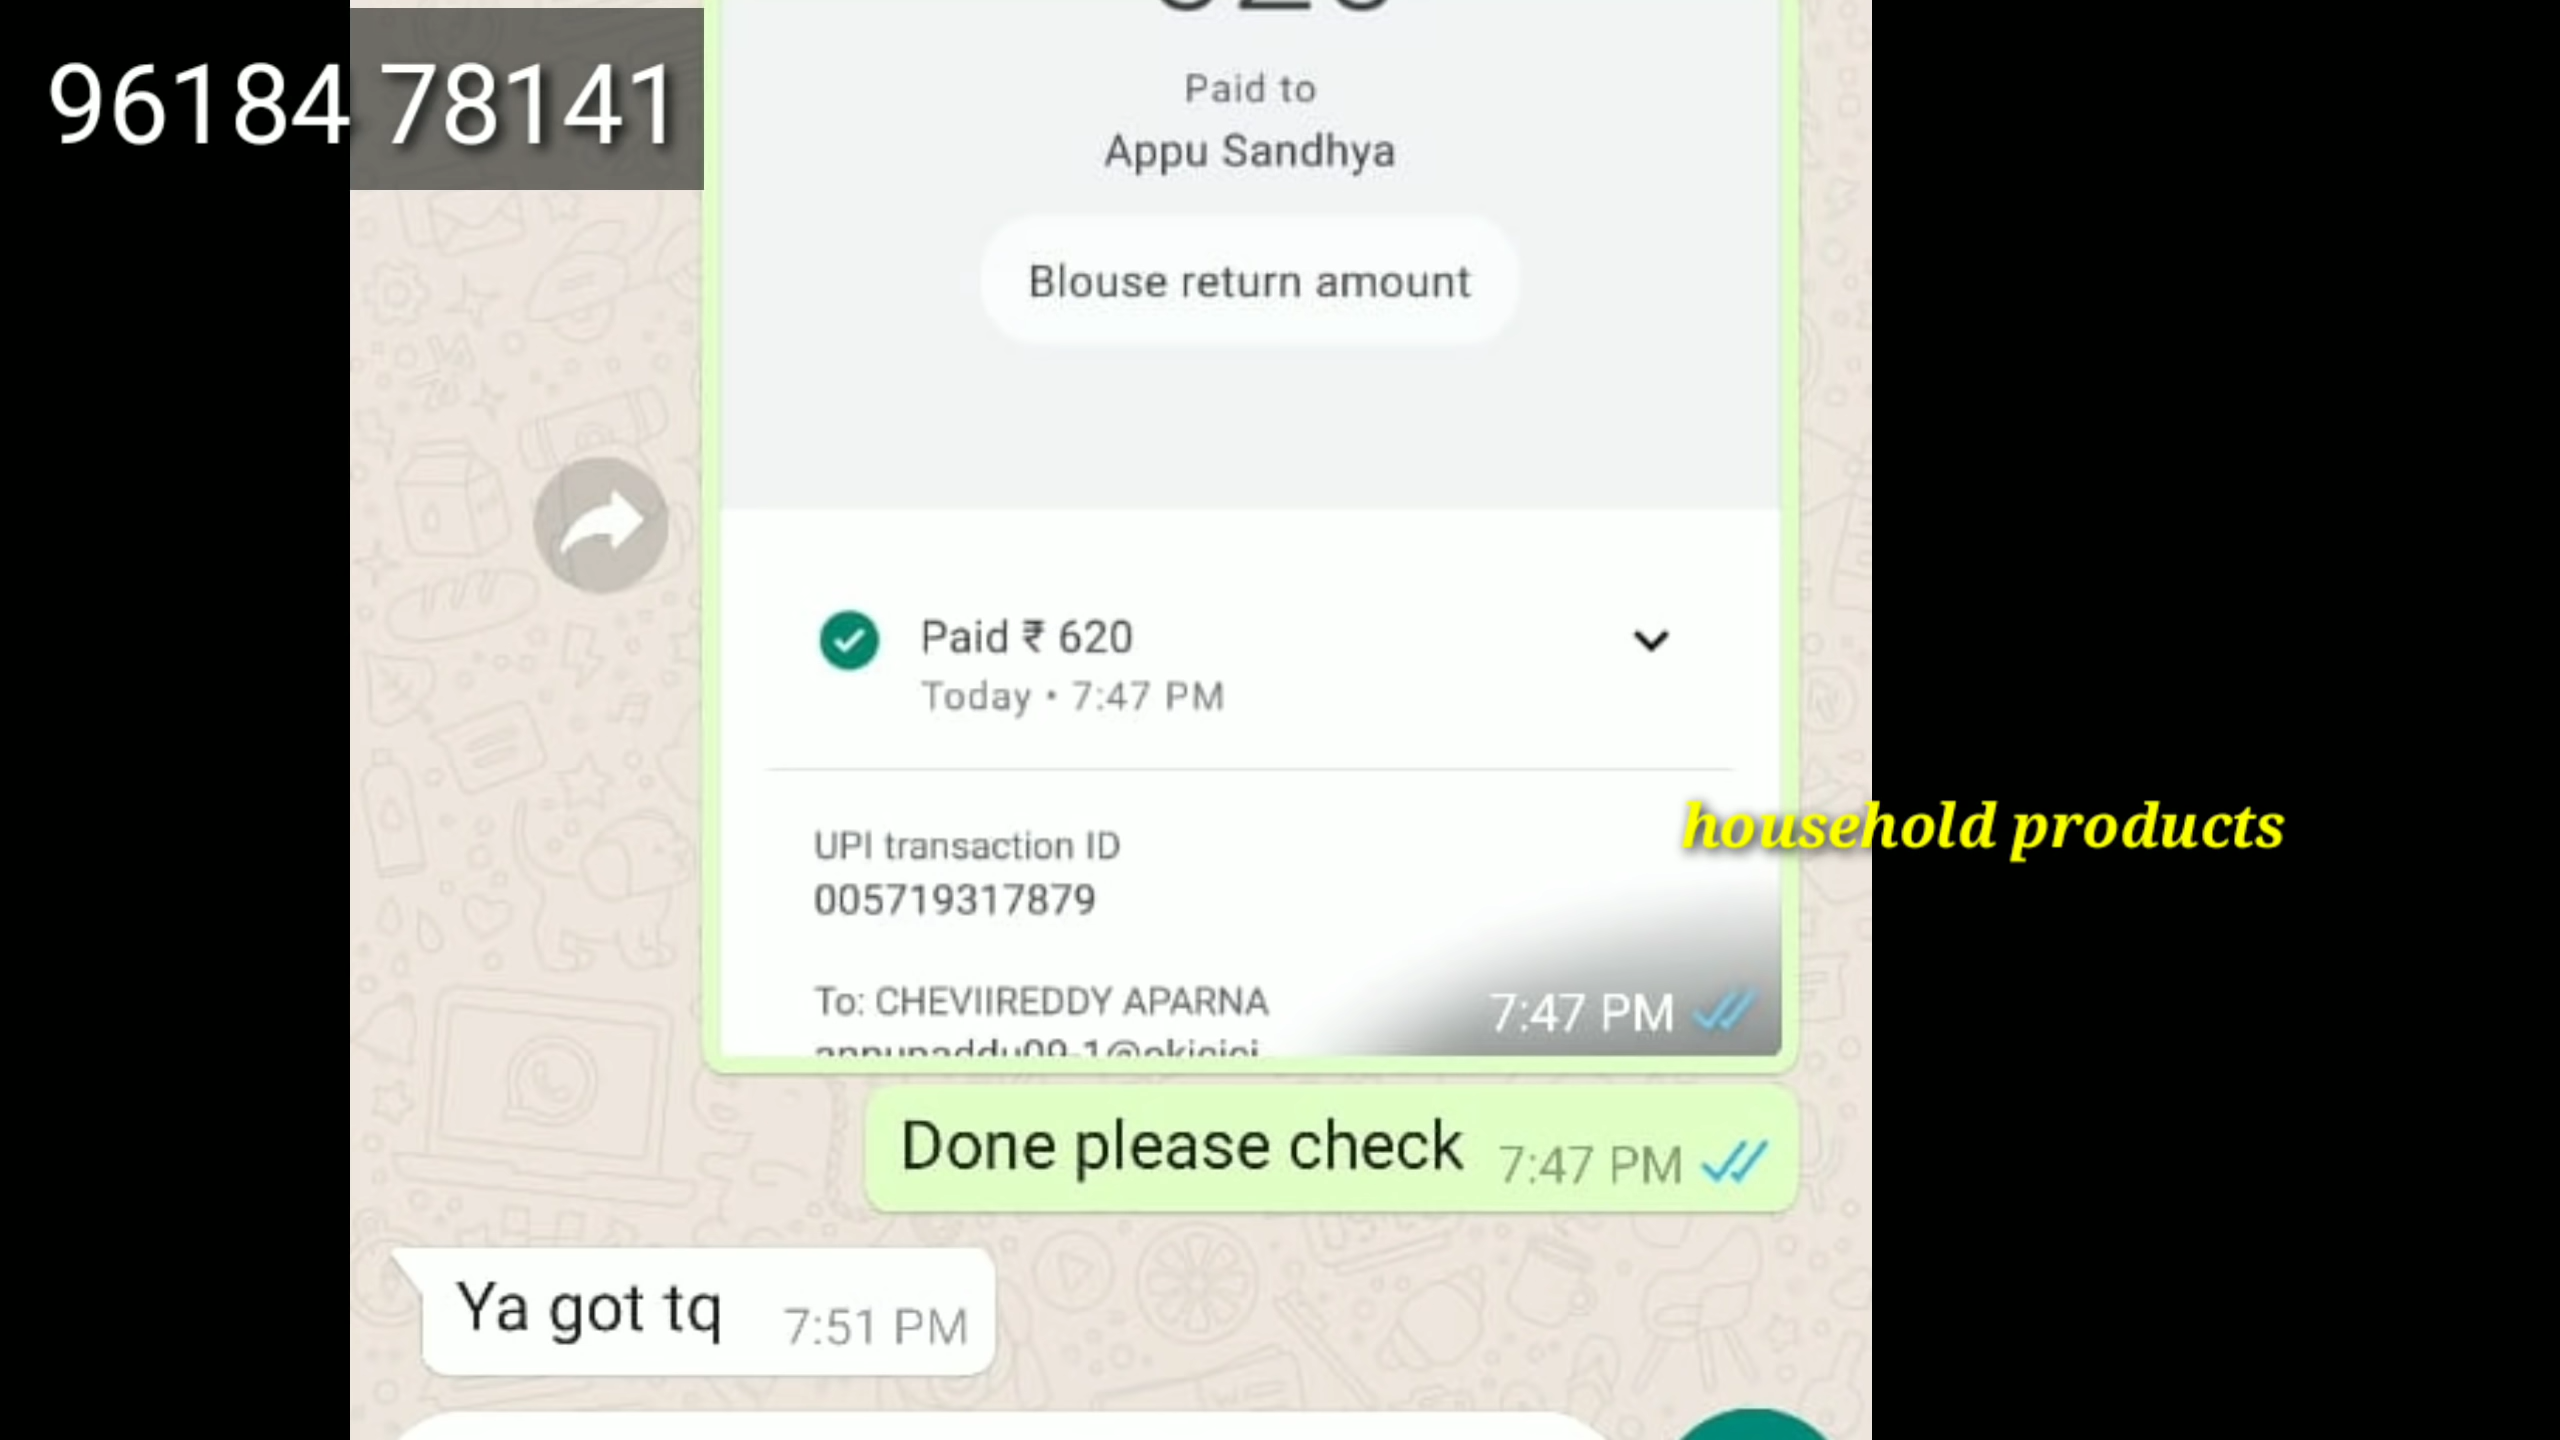 96184 78141
Paid to
Appu Sandhya
Blouse return amount
Paid ₹ 620
Today • 7:47 PM
household products
UPI transaction ID
005719317879
To: CHEVIIREDDY APARNA
7:47 PM
Done please check 7:47 PM
Ya got tq 7:51 PM